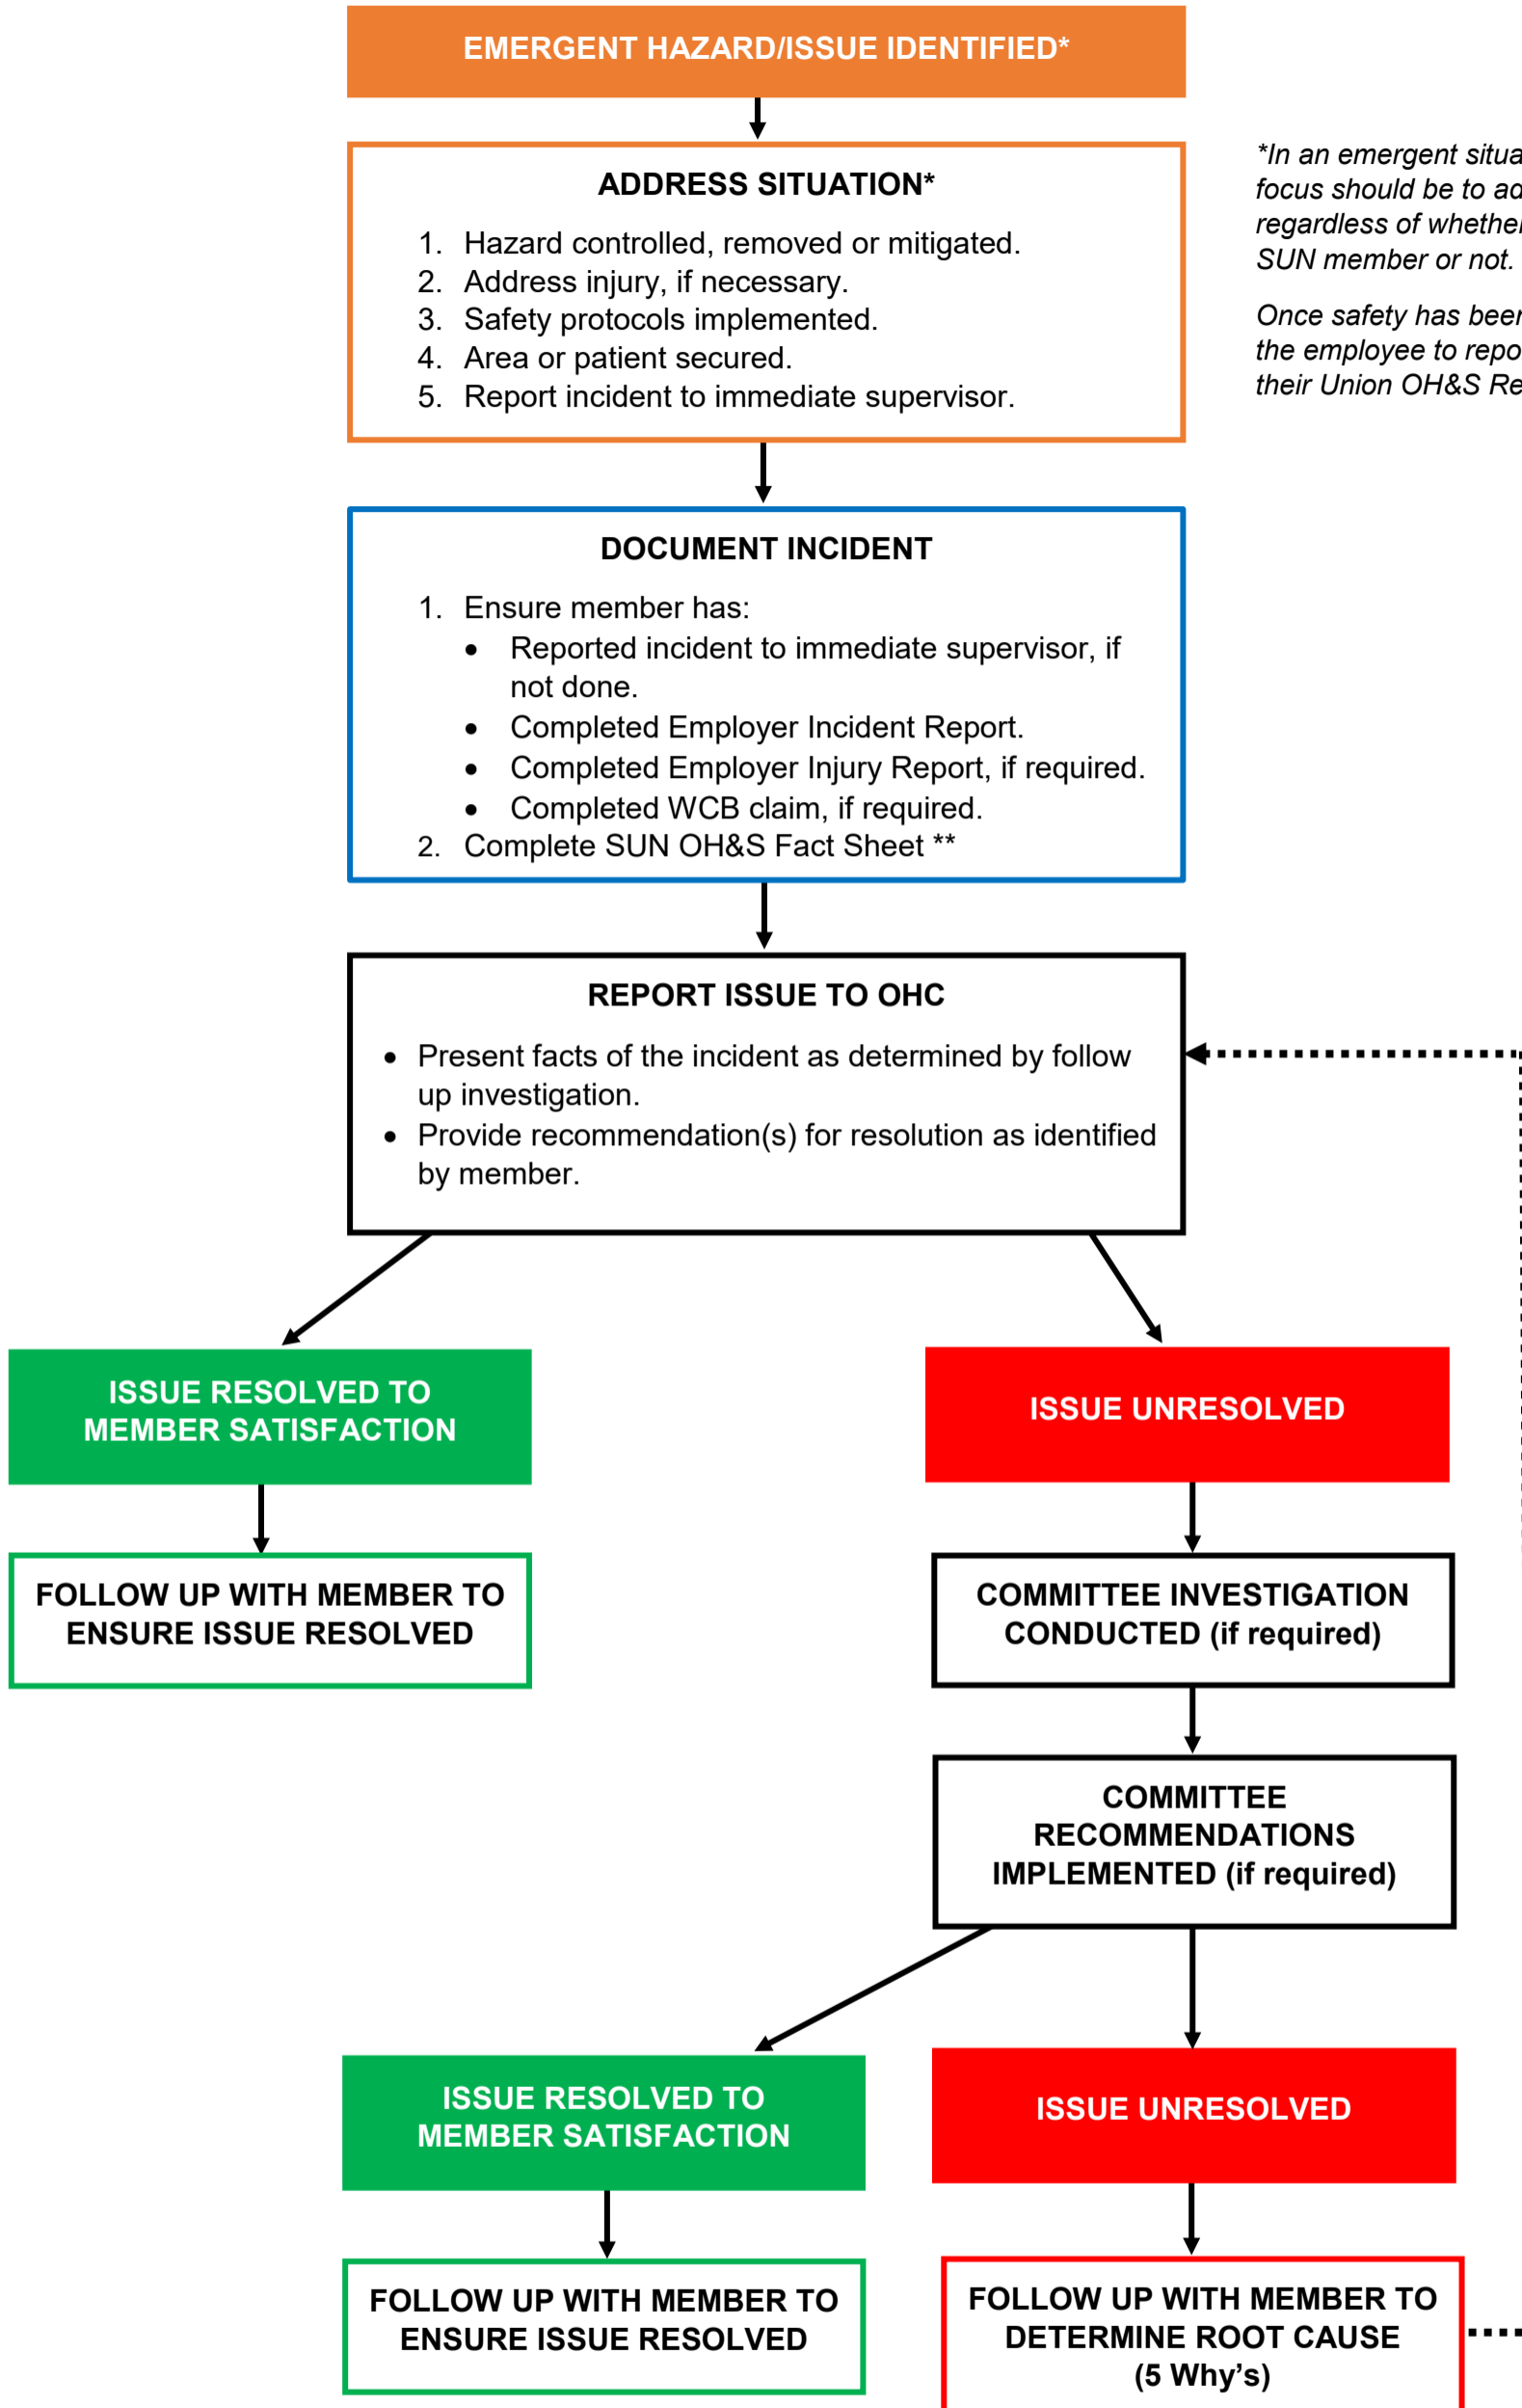 EMERGENT HAZARD/ISSUE IDENTIFIED*
ADDRESS SITUATION*
1. Hazard controlled, removed or mitigated.
2. Address injury, if necessary.
3. Safety protocols implemented.
4. Area or patient secured.
5. Report incident to immediate supervisor.
*In an emergent
focus should be to
regardless of
SUN member or not.
Once safety has
the employee to
their Union OH&S
DOCUMENT INCIDENT
1. Ensure member has:
• Reported incident to immediate supervisor, if
not done.
• Completed Employer Incident Report.
• Completed Employer Injury Report, if required.
• Completed WCB claim, if required.
2. Complete SUN OH&S Fact Sheet **
REPORT ISSUE TO OHC
• Present facts of the incident as determined by follow
up investigation.
• Provide recommendation(s) for resolution as identified
by member.
ISSUE RESOLVED TO
MEMBER SATISFACTION
ISSUE UNRESOLVED
FOLLOW UP WITH MEMBER TO
ENSURE ISSUE RESOLVED
COMMITTEE INVESTIGATION
CONDUCTED (if required)
COMMITTEE
RECOMMENDATIONS
IMPLEMENTED (if required)
ISSUE RESOLVED TO
MEMBER SATISFACTION
ISSUE UNRESOLVED
FOLLOW UP WITH MEMBER TO
ENSURE ISSUE RESOLVED
FOLLOW UP WITH MEMBER TO
DETERMINE ROOT CAUSE
(5 Why’s)